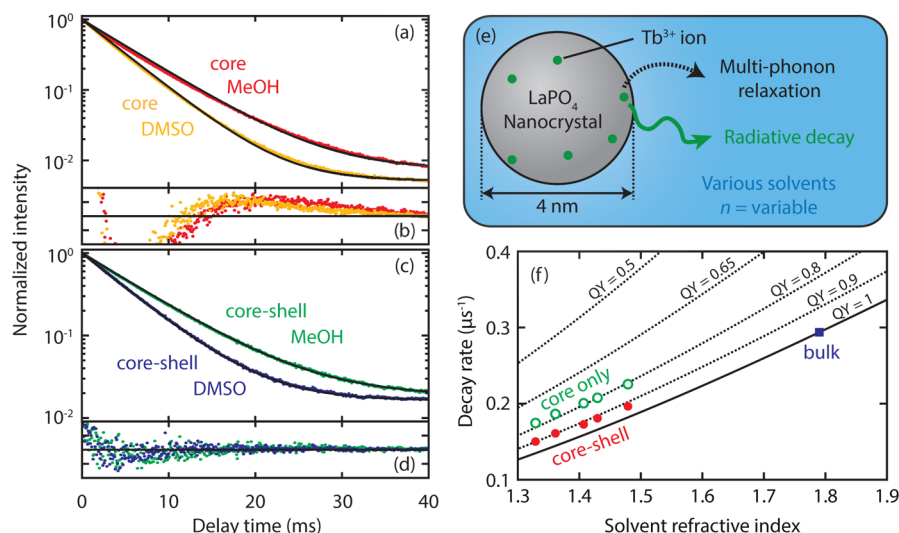 Normalized intensity
10⁰
(a)
core
MeOH
10⁻¹
core
DMSO
10⁻²
(b)
10⁰
(c)
core-shell
MeOH
10⁻¹
core-shell
DMSO
10⁻²
(d)
0 10 20 30 40
Delay time (ms)
(e)
Tb³⁺ ion
LaPO₄
Nanocrystal
Multi-phonon
relaxation
Radiative decay
4 nm
Various solvents
n = variable
Decay rate (μs⁻¹)
0.4
0.3
0.2
0.1
(f)
QY = 0.5
QY = 0.65
QY = 0.8
QY = 0.9
QY = 1
bulk
core only
core-shell
1.3 1.4 1.5 1.6 1.7 1.8 1.9
Solvent refractive index